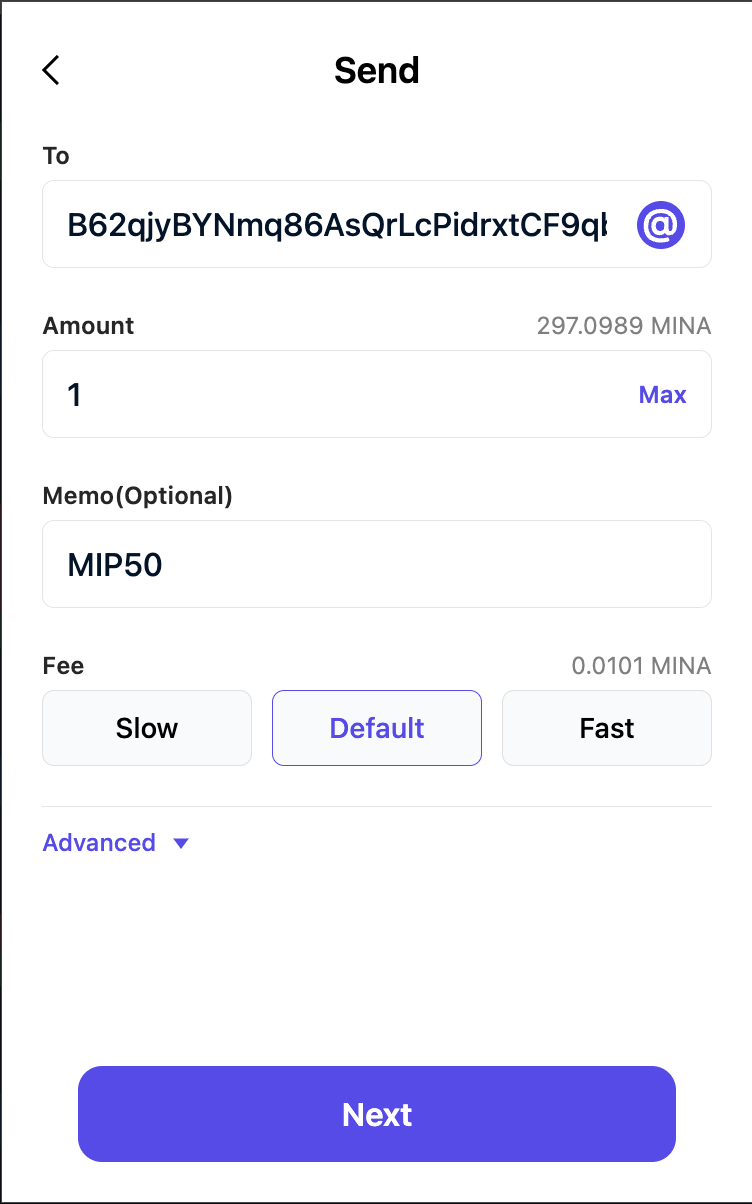 Send
To
B62qjyBYNmq86AsQrLcPidrxtCF9q
@
Amount 297.0989 MINA
1 Max
Memo(Optional)
MIP50
Fee 0.0101 MINA
Slow Default Fast
Advanced
Next